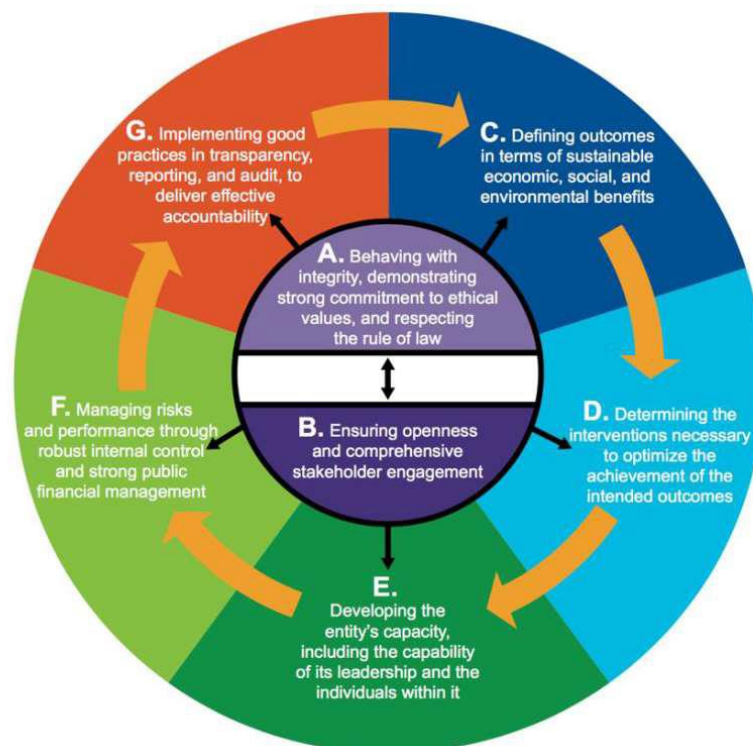 A. Behaving with
integrity, demonstrating
strong commitment to ethical
values, and respecting
the rule of law
B. Ensuring openness
and comprehensive
stakeholder engagement
C. Defining outcomes
in terms of sustainable
economic, social, and
environmental benefits
D. Determining the
interventions necessary
to optimize the
achievement of the
intended outcomes
E.
Developing the
entity's capacity,
including the capability
of its leadership and the
individuals within it
F. Managing risks
and performance through
robust internal control
and strong public
financial management
G. Implementing good
practices in transparency,
reporting, and audit, to
deliver effective
accountability